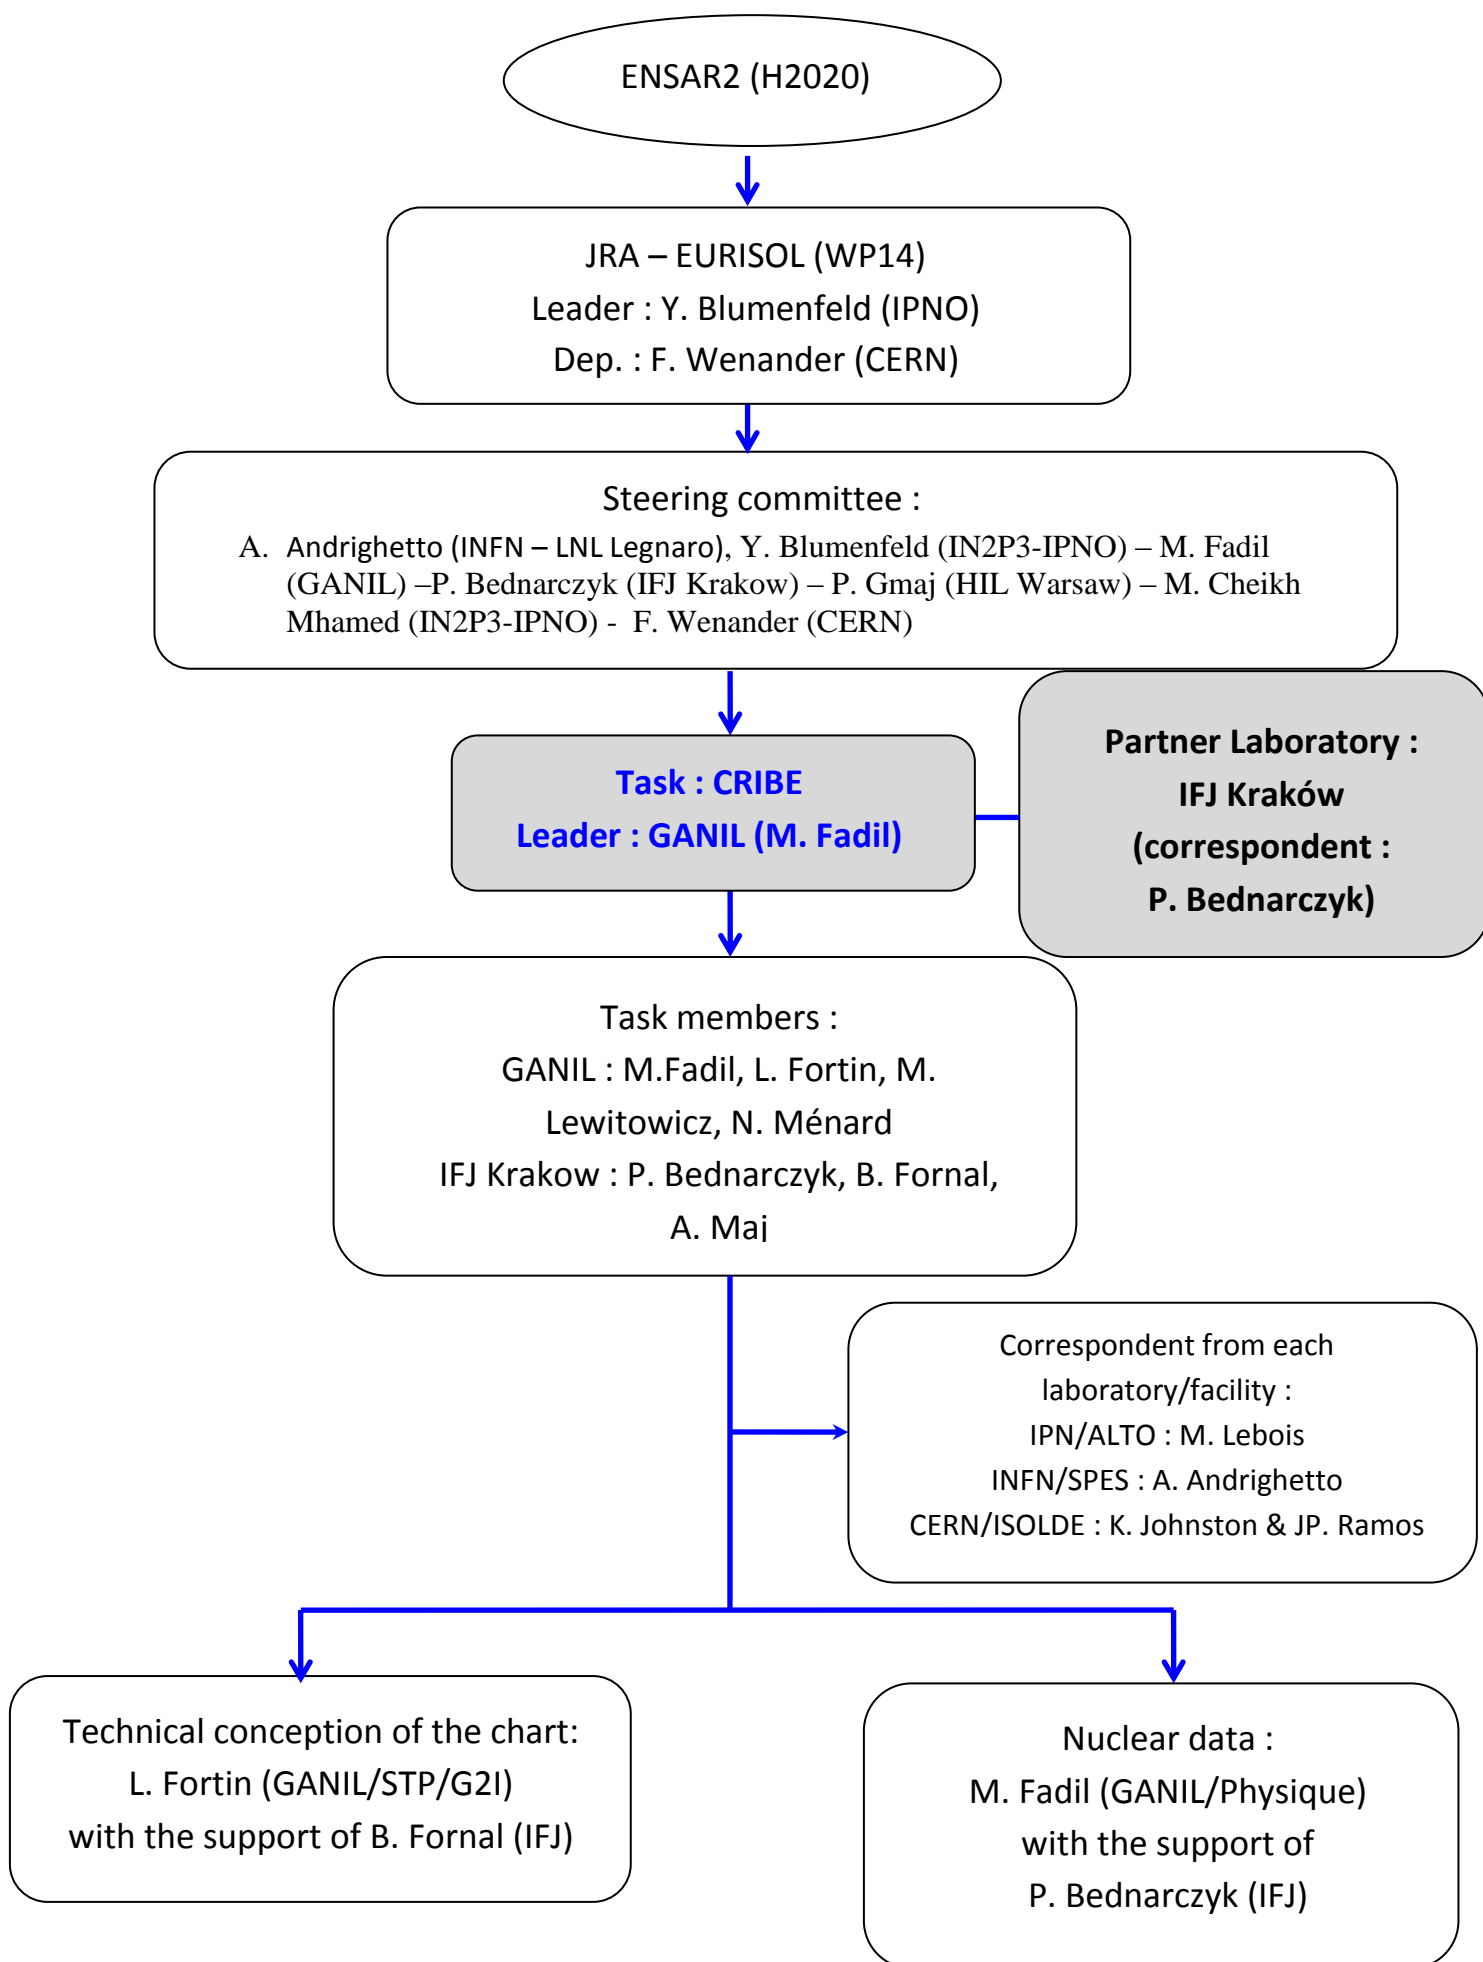 ENSAR2 (H2020)
JRA – EURISOL (WP14)
Leader : Y. Blumenfeld (IPNO)
Dep. : F. Wenander (CERN)
Steering committee :
A. Andrighetto (INFN – LNL Legnaro), Y. Blumenfeld (IN2P3-IPNO) – M. Fadil
(GANIL) –P. Bednarczyk (IFJ Krakow) – P. Gmaj (HIL Warsaw) – M. Cheikh
Mhamed (IN2P3-IPNO) - F. Wenander (CERN)
Task : CRIBE
Leader : GANIL (M. Fadil)
Partner Laboratory :
IFJ Kraków
(correspondent :
P. Bednarczyk)
Task members :
GANIL : M.Fadil, L. Fortin, M.
Lewitowicz, N. Ménard
IFJ Krakow : P. Bednarczyk, B. Fornal,
A. Maj
Correspondent from each
laboratory/facility :
IPN/ALTO : M. Lebois
INFN/SPES : A. Andrighetto
CERN/ISOLDE : K. Johnston & JP. Ramos
Technical conception of the chart:
L. Fortin (GANIL/STP/G2I)
with the support of B. Fornal (IFJ)
Nuclear data :
M. Fadil (GANIL/Physique)
with the support of
P. Bednarczyk (IFJ)